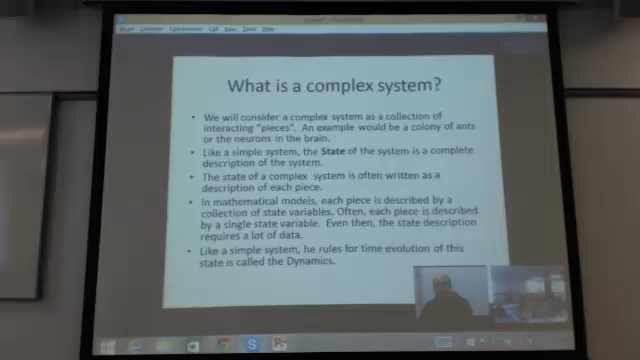 What is a complex system?
• We will consider a complex system as a collection of
interacting "pieces". An example would be a colony of ants
or the neurons in the brain.
• Like a simple system, the State of the system is a complete
description of the system.
• The state of a complex system is often written as a
description of each piece.
• In mathematical models, each piece is described by a
collection of state variables. Often, each piece is described
by a single state variable. Even then, the state description
requires a lot of data.
• Like a simple system, he rules for time evolution of this
state is called the Dynamics.